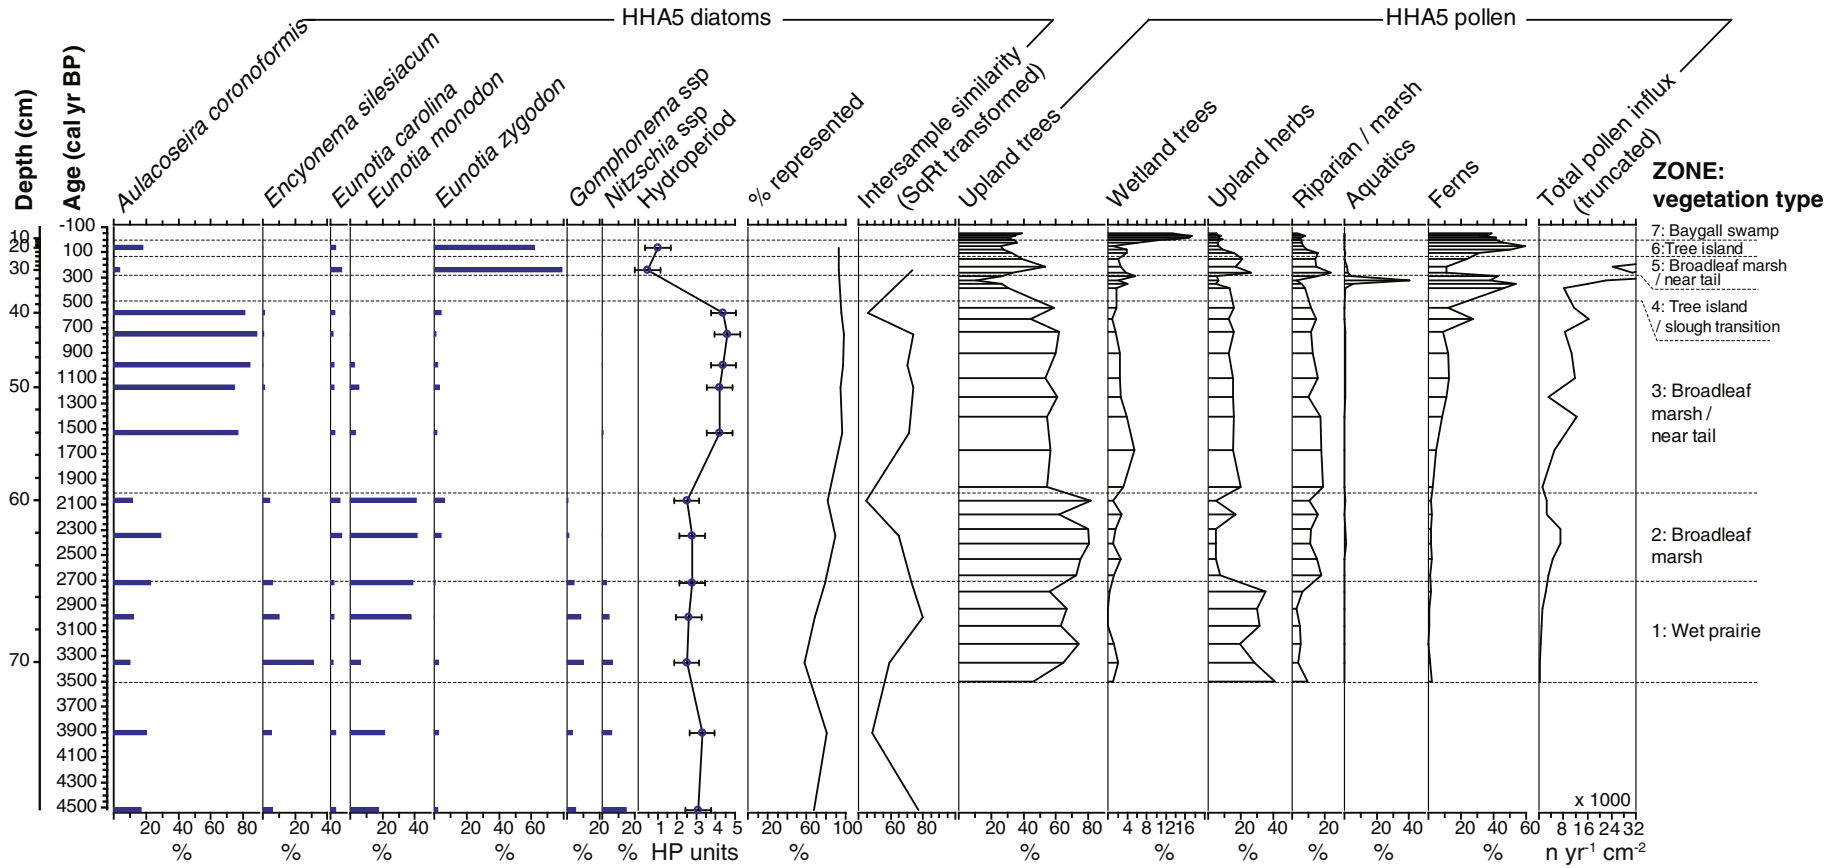 HHA5 diatoms
HHA5 pollen
Depth (cm)
Age (cal yr BP)
Aulacoseira coronoformis
Encyonema silesiacum
Eunotia carolina
Eunotia monodon
Eunotia zygodon
Gomphonema ssp
Nitzschia ssp
Hydroperiod
% represented
Intersample similarity
(SqRt transformed)
Upland trees
Wetland trees
Upland herbs
Riparian / marsh
Aquatics
Ferns
Total pollen influx
(truncated)
ZONE:
vegetation type
7: Baygall swamp
6:Tree island
5: Broadleaf marsh
/ near tail
4: Tree island
/ slough transition
3: Broadleaf
marsh /
near tail
2: Broadleaf
marsh
1: Wet prairie
10
20
30
40
50
60
70
-100
100
300
500
700
900
1100
1300
1500
1700
1900
2100
2300
2500
2700
2900
3100
3300
3500
3700
3900
4100
4300
4500
x 1000
20 40 60 80 20 40 20 40 20 40 60 20 20 1 2 3 4 5 20 60 100 40 80 20 40 60 80 4 8 12 16 20 40 20 20 40 20 40 60 8 16 24 32
% % % % % % HP units % % % % % % % n yr-1 cm-2